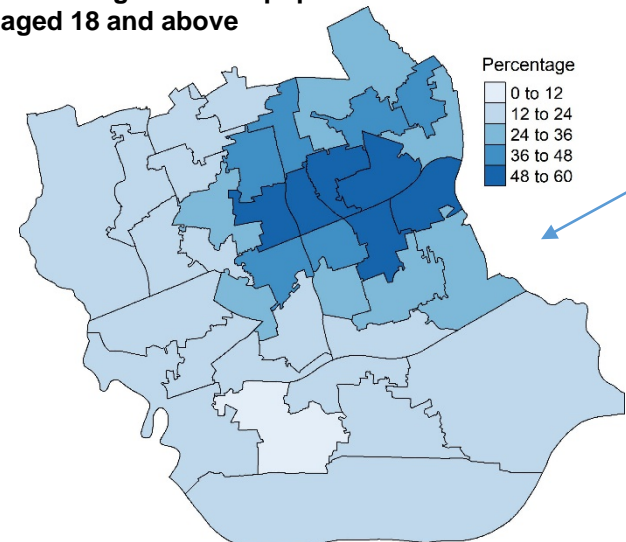 aged 18 and above
Percentage
0 to 12
12 to 24
24 to 36
36 to 48
48 to 60